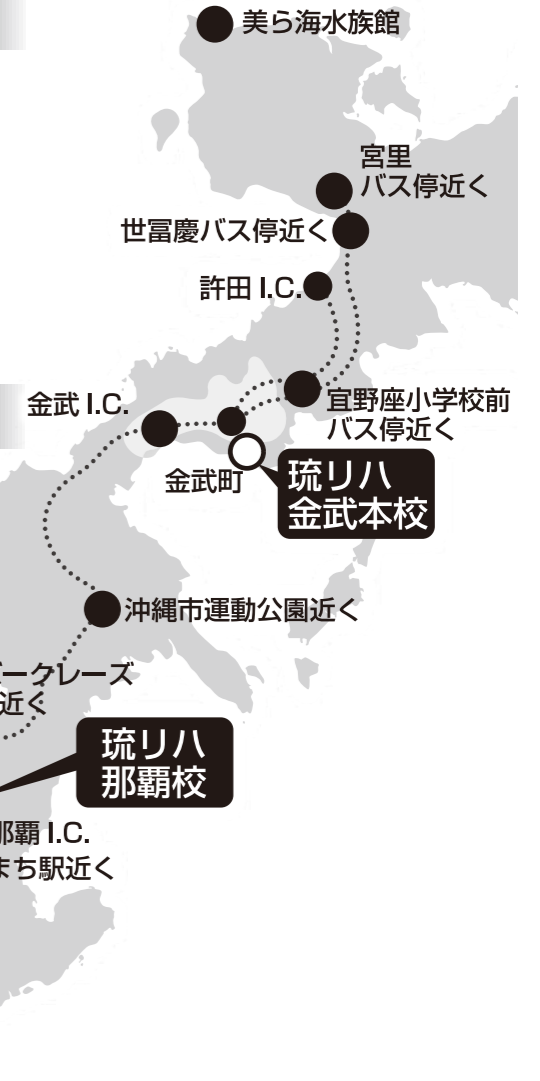 美ら海水族館
宮里
バス停近く
世冨慶バス停近く
許田 I.C.
金武 I.C.
宜野座小学校前
バス停近く
金武町
琉リハ
金武本校
沖縄市運動公園近く
ークレーズ
近く
琉リハ
那覇校
那覇 I.C.
まち駅近く